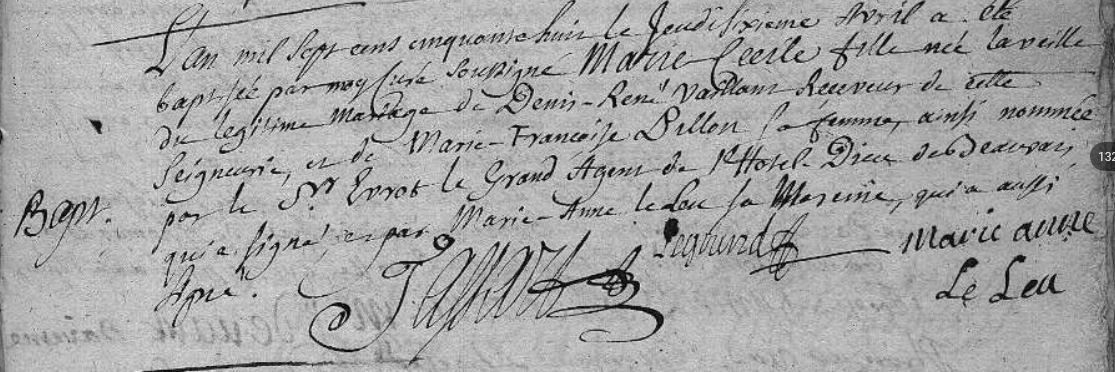 L'an mil Sept cens cinquante huit le Jeudi Sixieme Avril a été
baptisée par moy Curé Soussigné Marie-Cecile fille née la veille
du legitime Mariage de Denis-René Vaillant Receveur de cette
Seigneurie, et de Marie-Francoise Dillon Sa femme, ainsi nommée
Bapt. par le Sr. Evrot le Grand Agent de l'Hotel-Dieu de Beauvais,
qui a signé, et par Marie-Anne le Leu Sa Mareine, qui a aussi
signé.
Legrand Marie anne
Le Leu
132